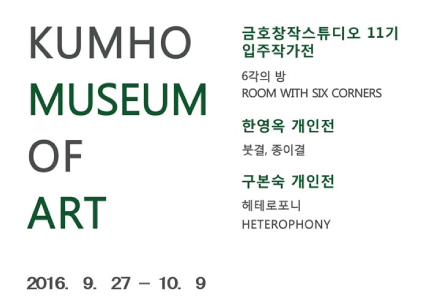 KUMHO
MUSEUM
OF
ART
2016. 9. 27 – 10. 9
금호창작스튜디오 11기
입주작가전
6각의 방
ROOM WITH SIX CORNERS
한영옥 개인전
붓결, 종이결
구본숙 개인전
헤테로포니
HETEROPHONY